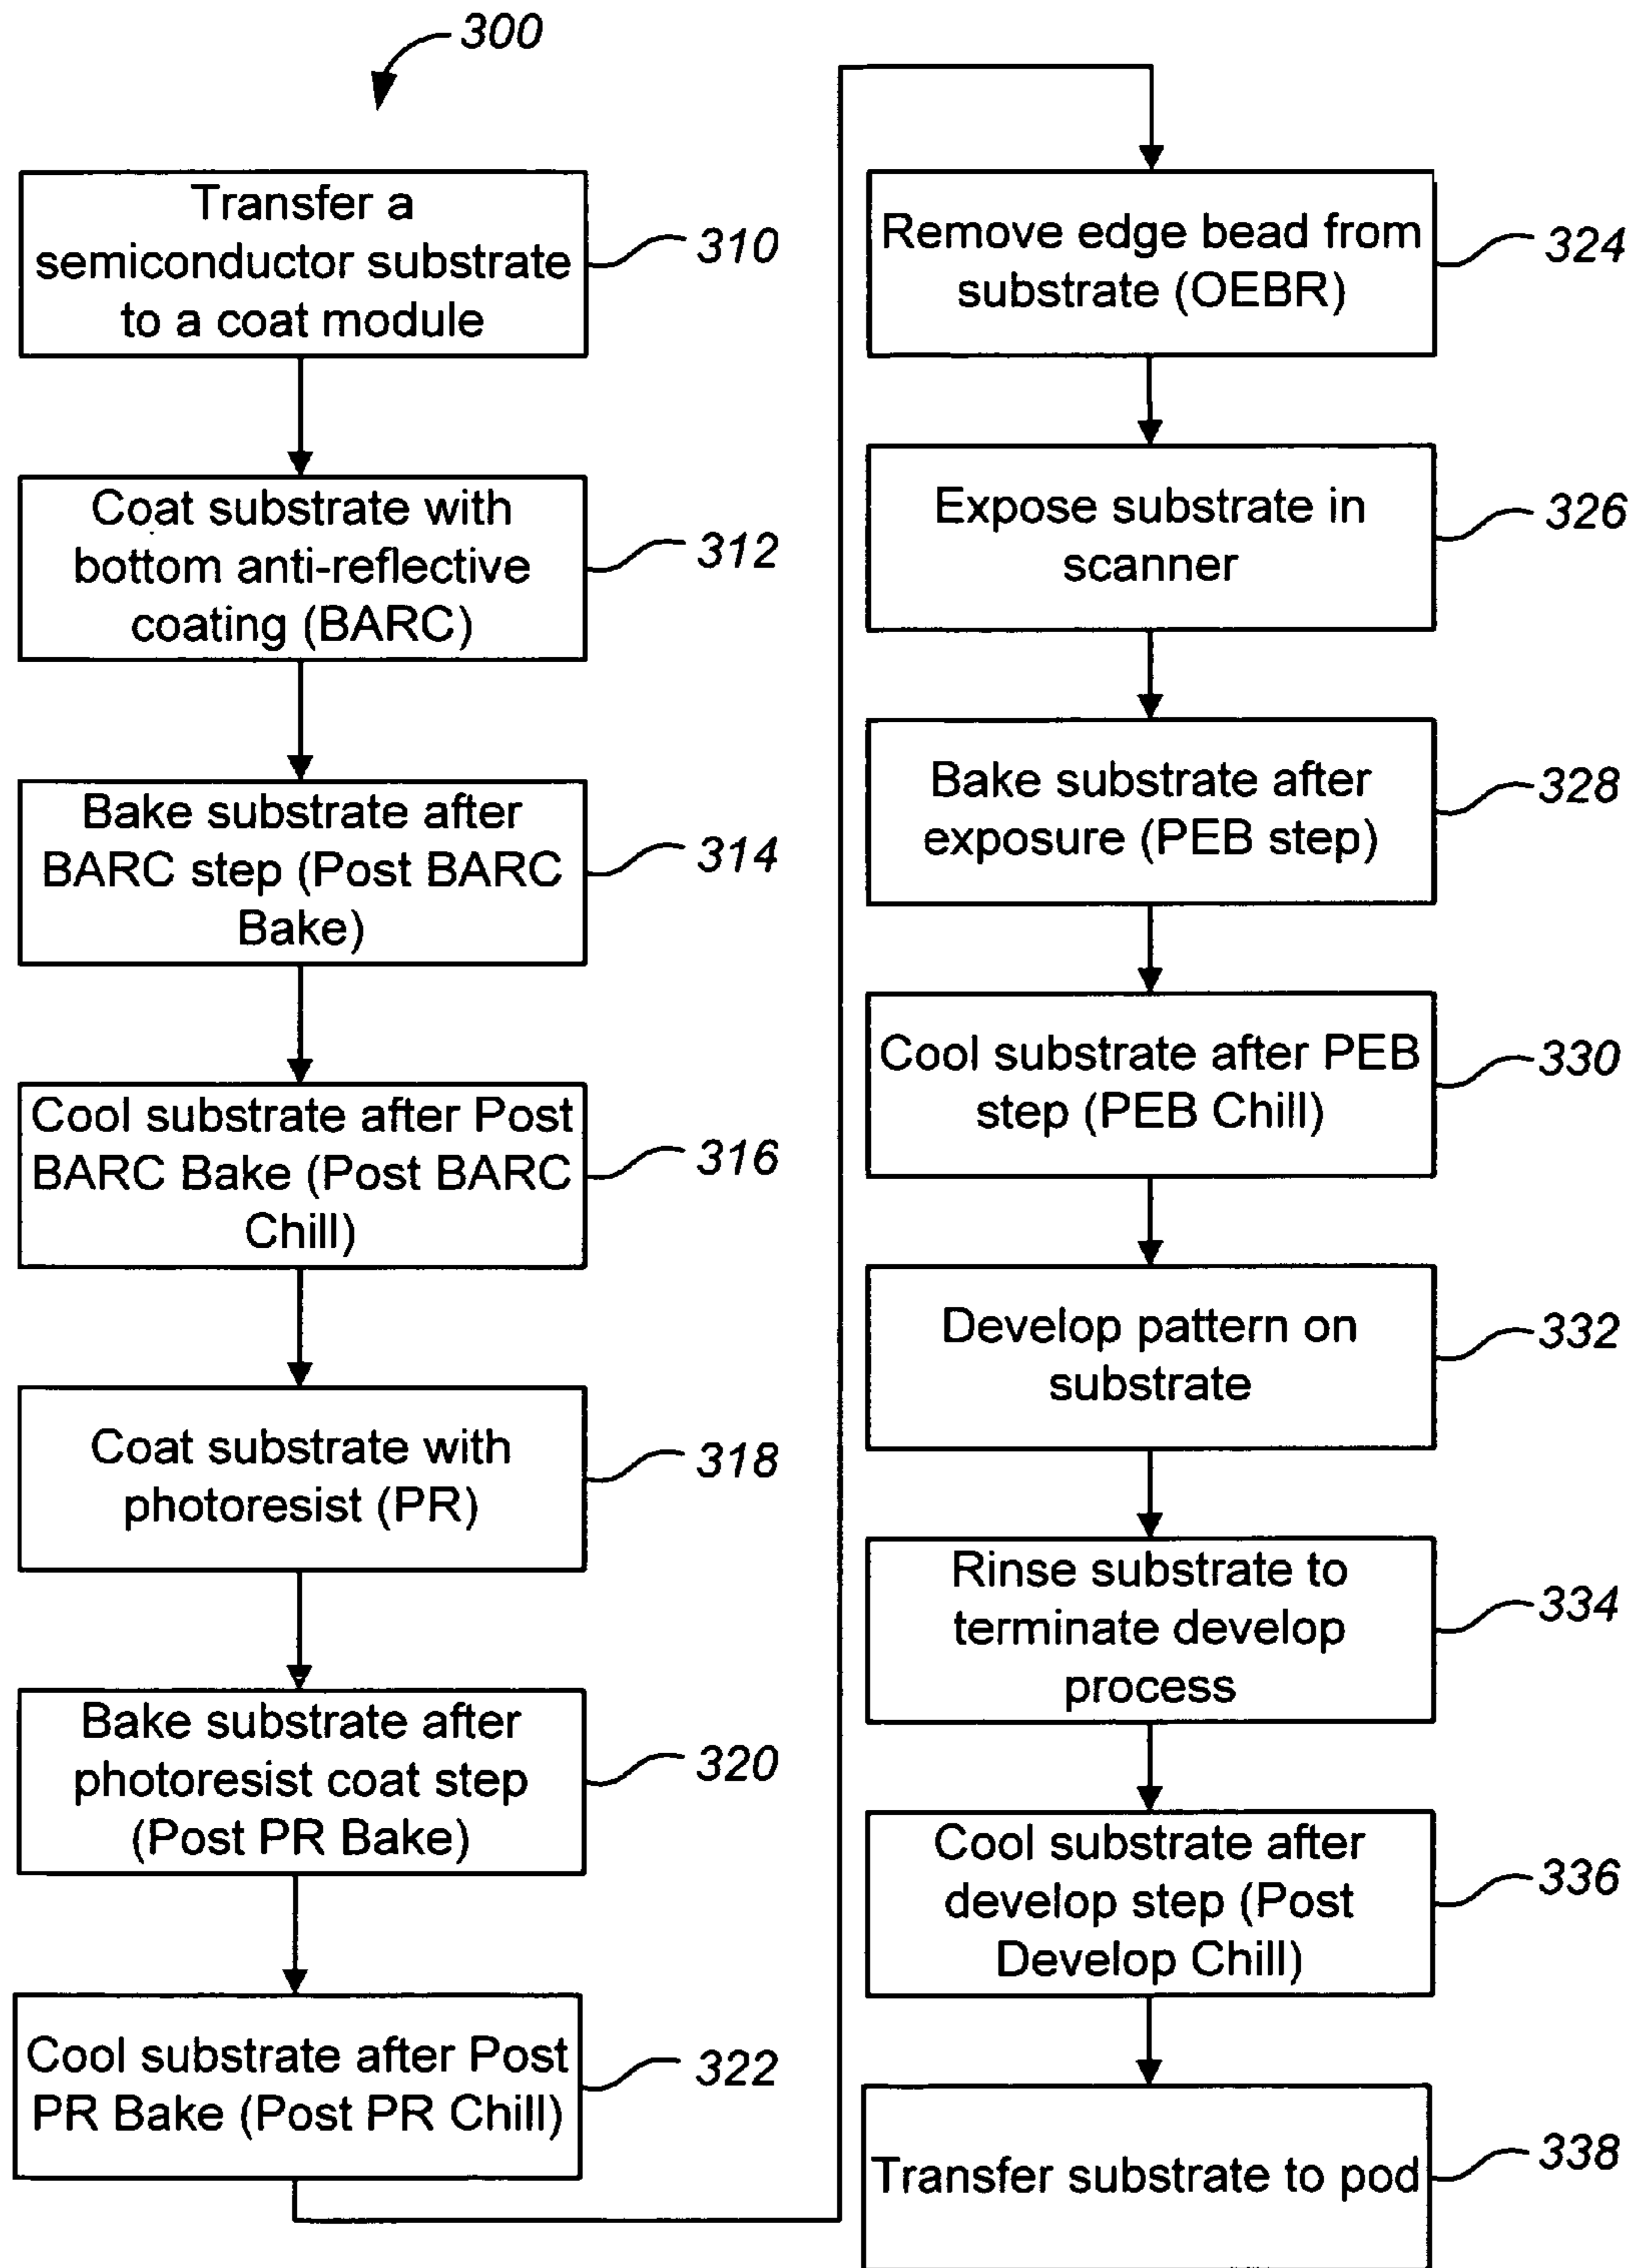 300
Transfer a
semiconductor substrate
to a coat module
310
Coat substrate with
bottom anti-reflective
coating (BARC)
312
Bake substrate after
BARC step (Post BARC
Bake)
314
Cool substrate after Post
BARC Bake (Post BARC
Chill)
316
Coat substrate with
photoresist (PR)
318
Bake substrate after
photoresist coat step
(Post PR Bake)
320
Cool substrate after Post
PR Bake (Post PR Chill)
322
Remove edge bead from
substrate (OEBR)
324
Expose substrate in
scanner
326
Bake substrate after
exposure (PEB step)
328
Cool substrate after PEB
step (PEB Chill)
330
Develop pattern on
substrate
332
Rinse substrate to
terminate develop
process
334
Cool substrate after
develop step (Post
Develop Chill)
336
Transfer substrate to pod
338